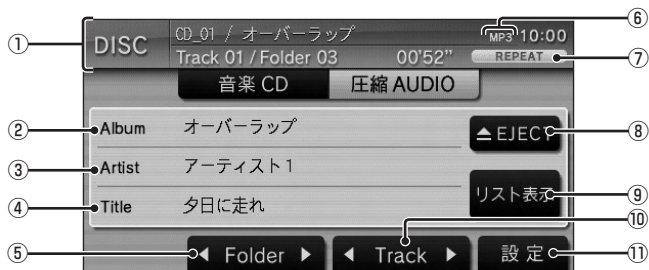 ① DISC CD_01 / オーバーラップ MP3 10:00 ⑥
Track 01 / Folder 03 00'52” REPEAT ⑦
音楽 CD 圧縮 AUDIO
② Album オーバーラップ ▲EJECT ⑧
③ Artist アーティスト1
④ Title 夕日に走れ リスト表示 ⑨
⑤ ◀ Folder ▶ ◀ Track ▶ ⑩ 設定 ⑪